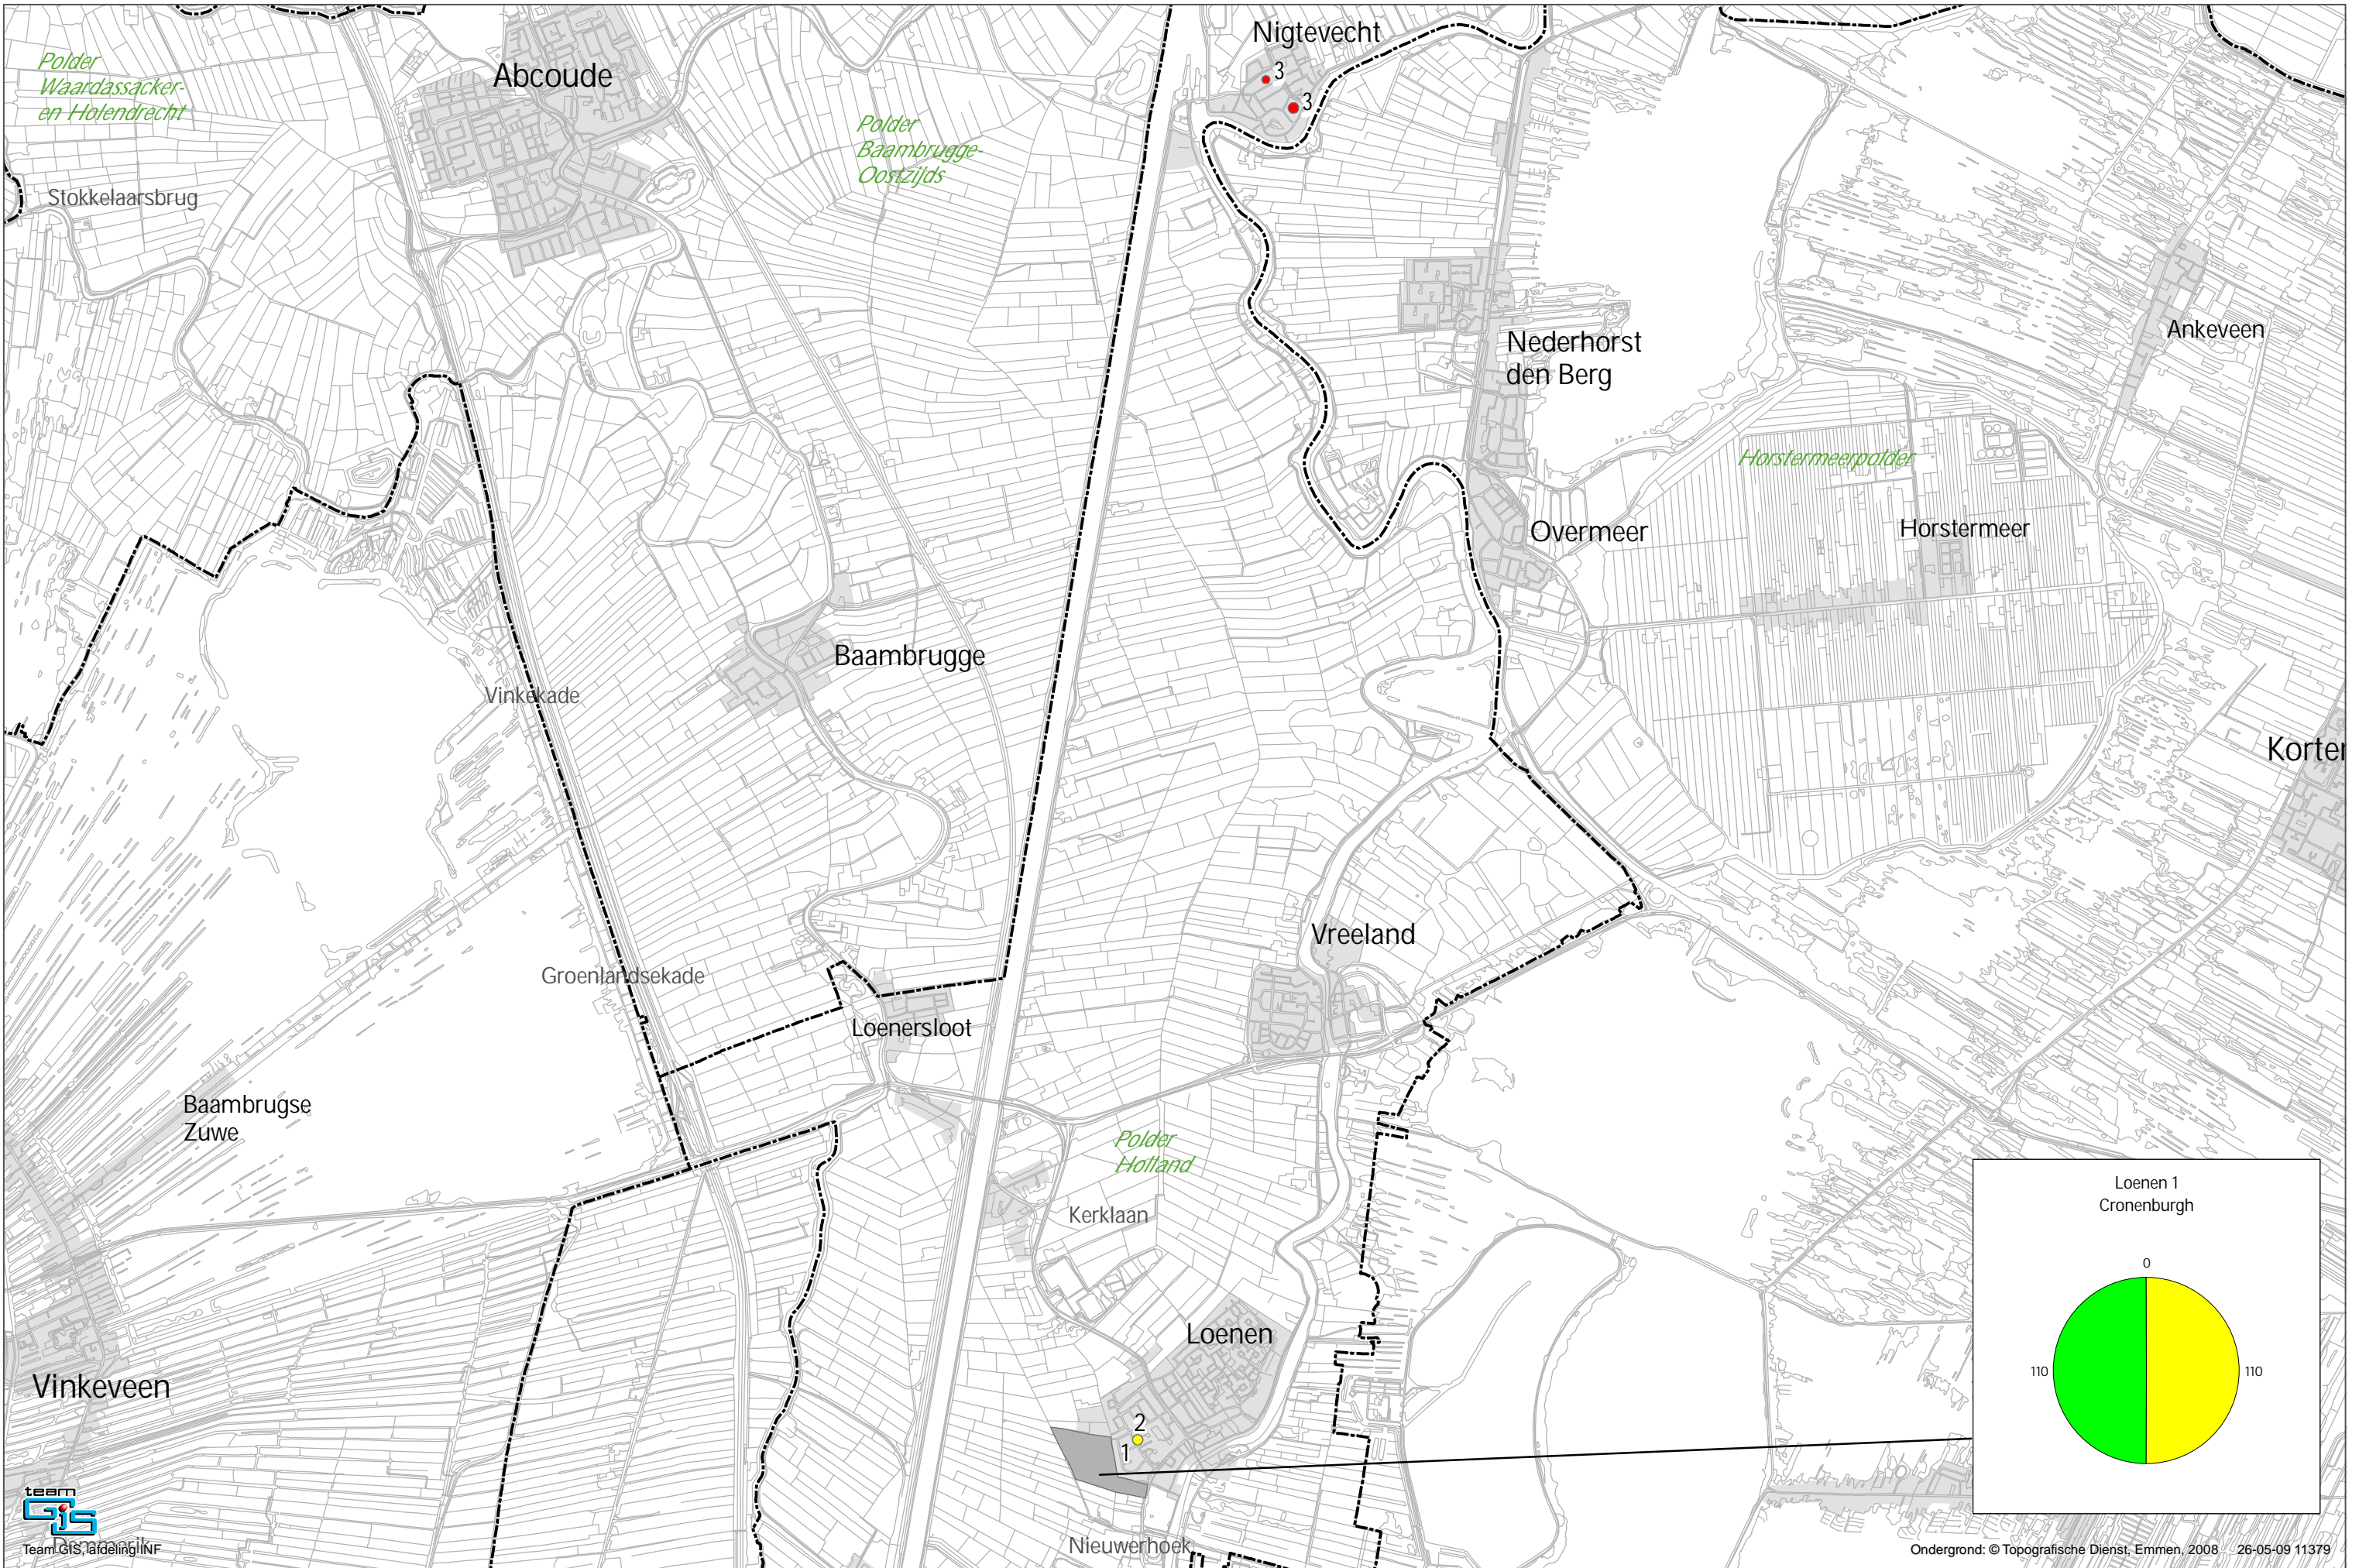 Nigtevecht
3
3
Abcoude
Polder
Waardassacker-
en Holendrecht
Polder
Baambrugge-
Oostzijds
Stokkelaarsbrug
Ankeveen
Nederhorst
den Berg
Horstermeerpolder
Overmeer
Horstermeer
Baambrugge
Vinkekade
Korter
Vreeland
Groenlandsekade
Loenersloot
Baambrugse
Zuwe
Polder
Holland
Kerklaan
Loenen 1
Cronenburgh
0
110
110
Loenen
Vinkeveen
2
1
team
GIS
Team GIS, afdeling INF
Nieuwerhoek
Ondergrond: © Topografische Dienst, Emmen, 2008 26-05-09 11379